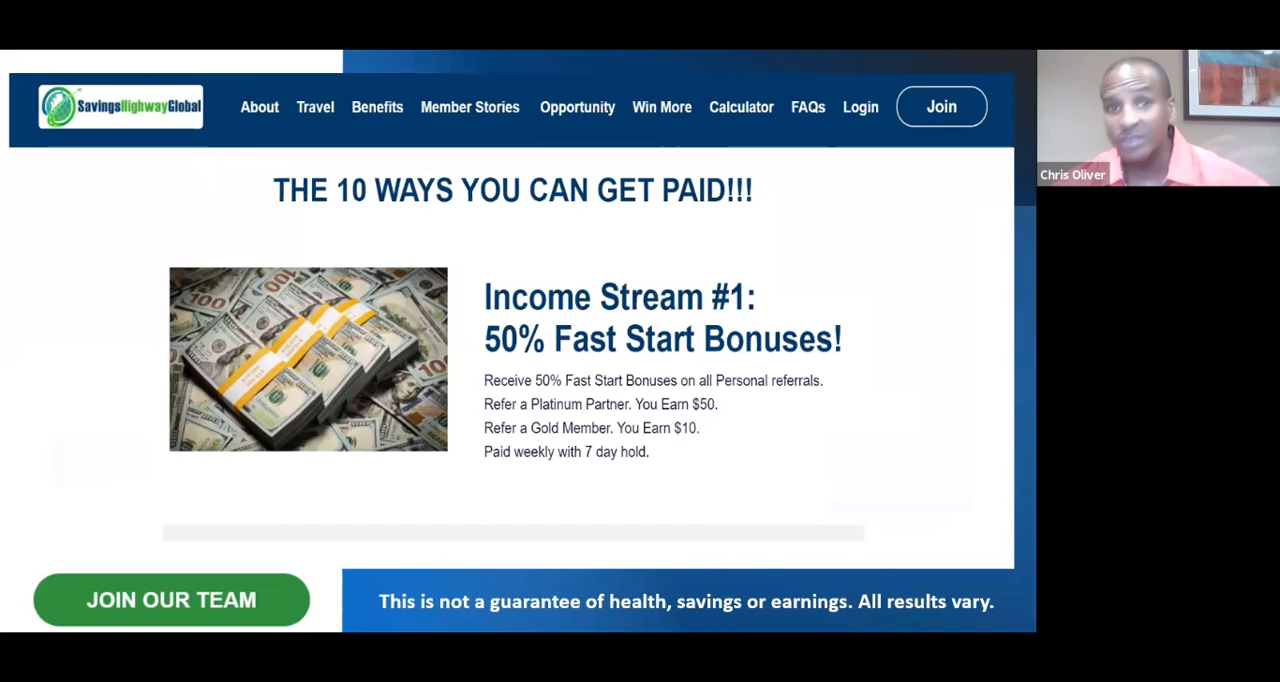 SavingsHighwayGlobal
About Travel Benefits Member Stories Opportunity Win More Calculator FAQs Login Join
THE 10 WAYS YOU CAN GET PAID!!!
Income Stream #1:
50% Fast Start Bonuses!
Receive 50% Fast Start Bonuses on all Personal referrals.
Refer a Platinum Partner. You Earn $50.
Refer a Gold Member. You Earn $10.
Paid weekly with 7 day hold.
JOIN OUR TEAM
This is not a guarantee of health, savings or earnings. All results vary.
Chris Oliver
100
100